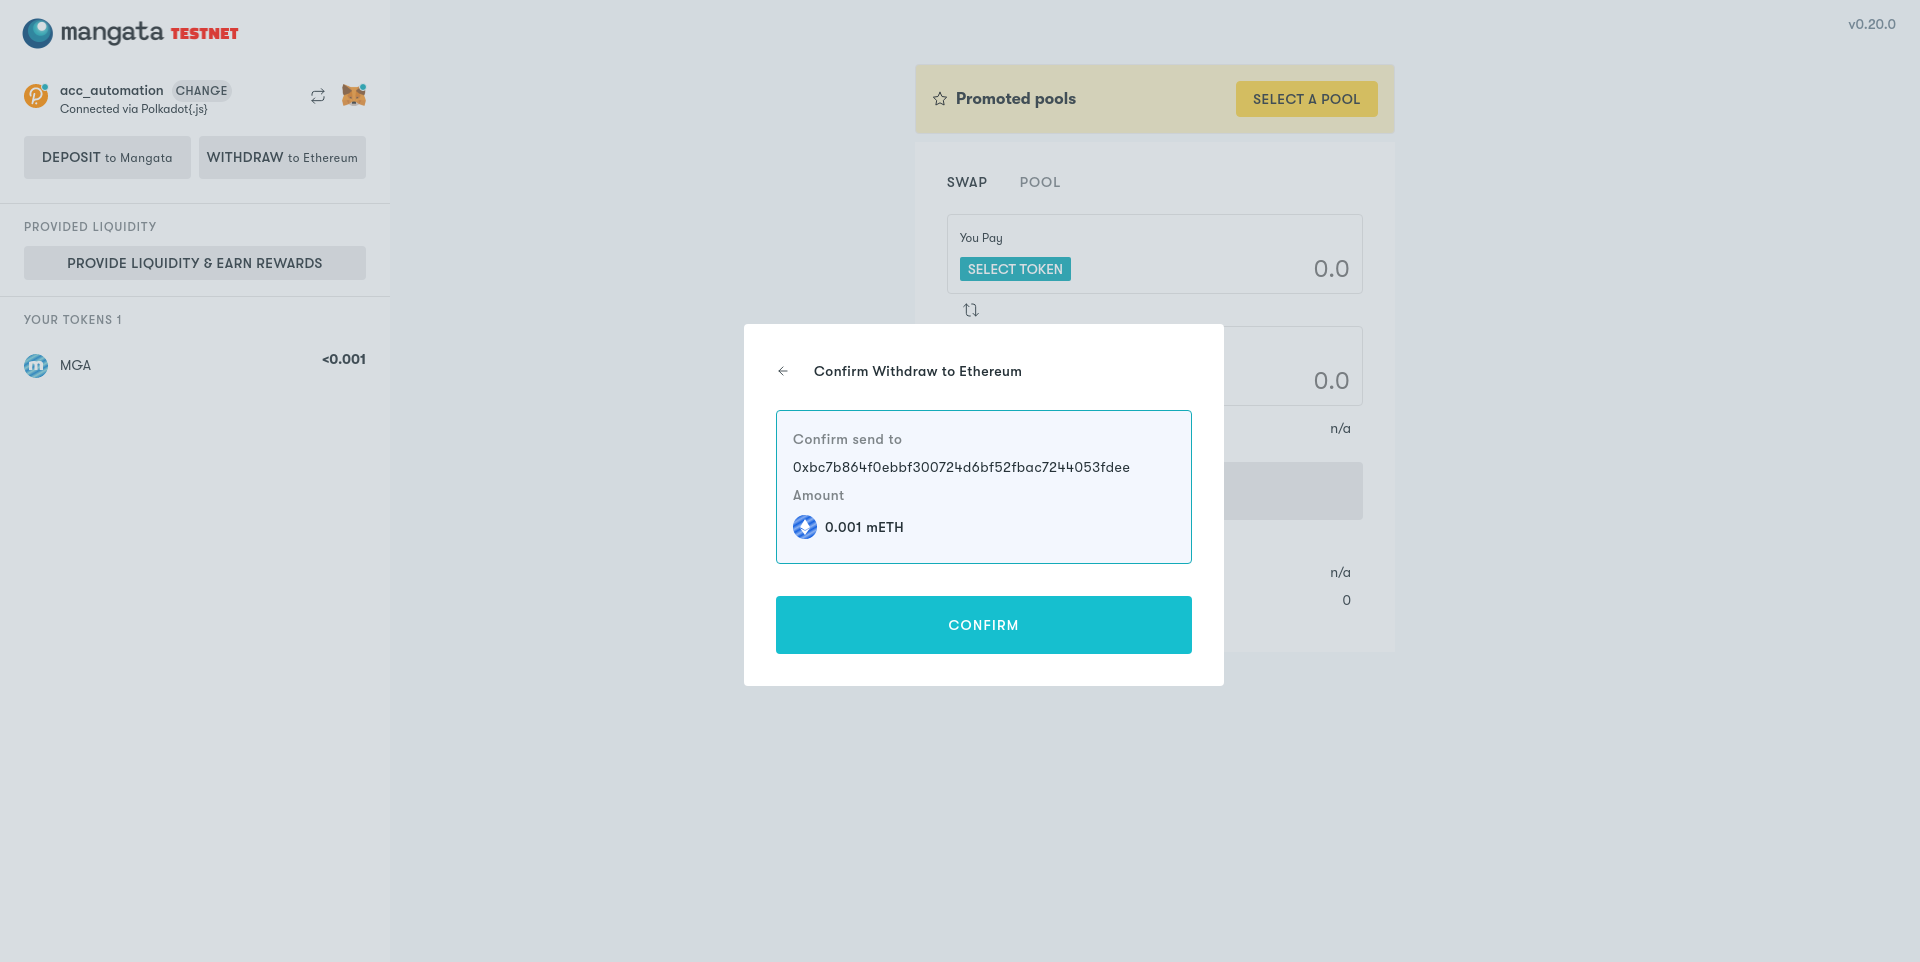 mangata TESTNET
v0.20.0
acc_automation CHANGE
Connected via Polkadot{.js}
DEPOSIT to Mangata
WITHDRAW to Ethereum
PROVIDED LIQUIDITY
PROVIDE LIQUIDITY & EARN REWARDS
YOUR TOKENS 1
MGA
<0.001
Promoted pools
SELECT A POOL
SWAP
POOL
You Pay
SELECT TOKEN
0.0
0.0
n/a
n/a
0
Confirm Withdraw to Ethereum
Confirm send to
0xbc7b864f0ebbf300724d6bf52fbac7244053fdee
Amount
0.001 mETH
CONFIRM